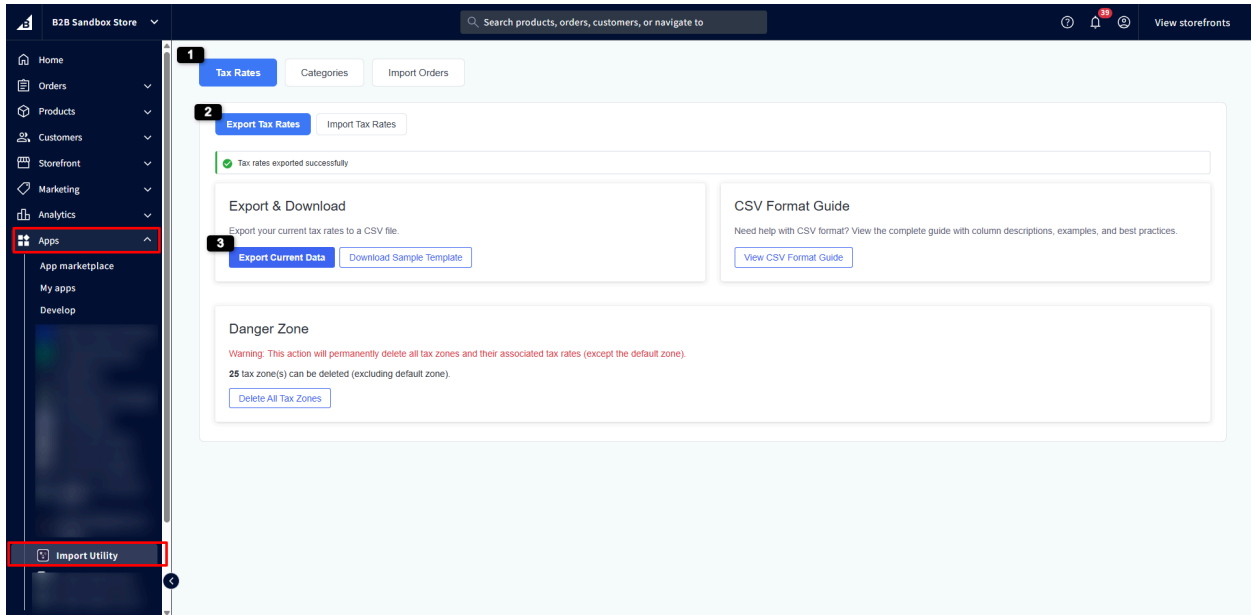 B2B Sandbox Store
Search products, orders, customers, or navigate to
39
View storefronts
Home
Orders
Products
Customers
Storefront
Marketing
Analytics
Apps
App marketplace
My apps
Develop
Import Utility
1
Tax Rates
Categories
Import Orders
2
Export Tax Rates
Import Tax Rates
Tax rates exported successfully
Export & Download
Export your current tax rates to a CSV file.
3
Export Current Data
Download Sample Template
CSV Format Guide
Need help with CSV format? View the complete guide with column descriptions, examples, and best practices.
View CSV Format Guide
Danger Zone
Warning: This action will permanently delete all tax zones and their associated tax rates (except the default zone).
25 tax zone(s) can be deleted (excluding default zone).
Delete All Tax Zones